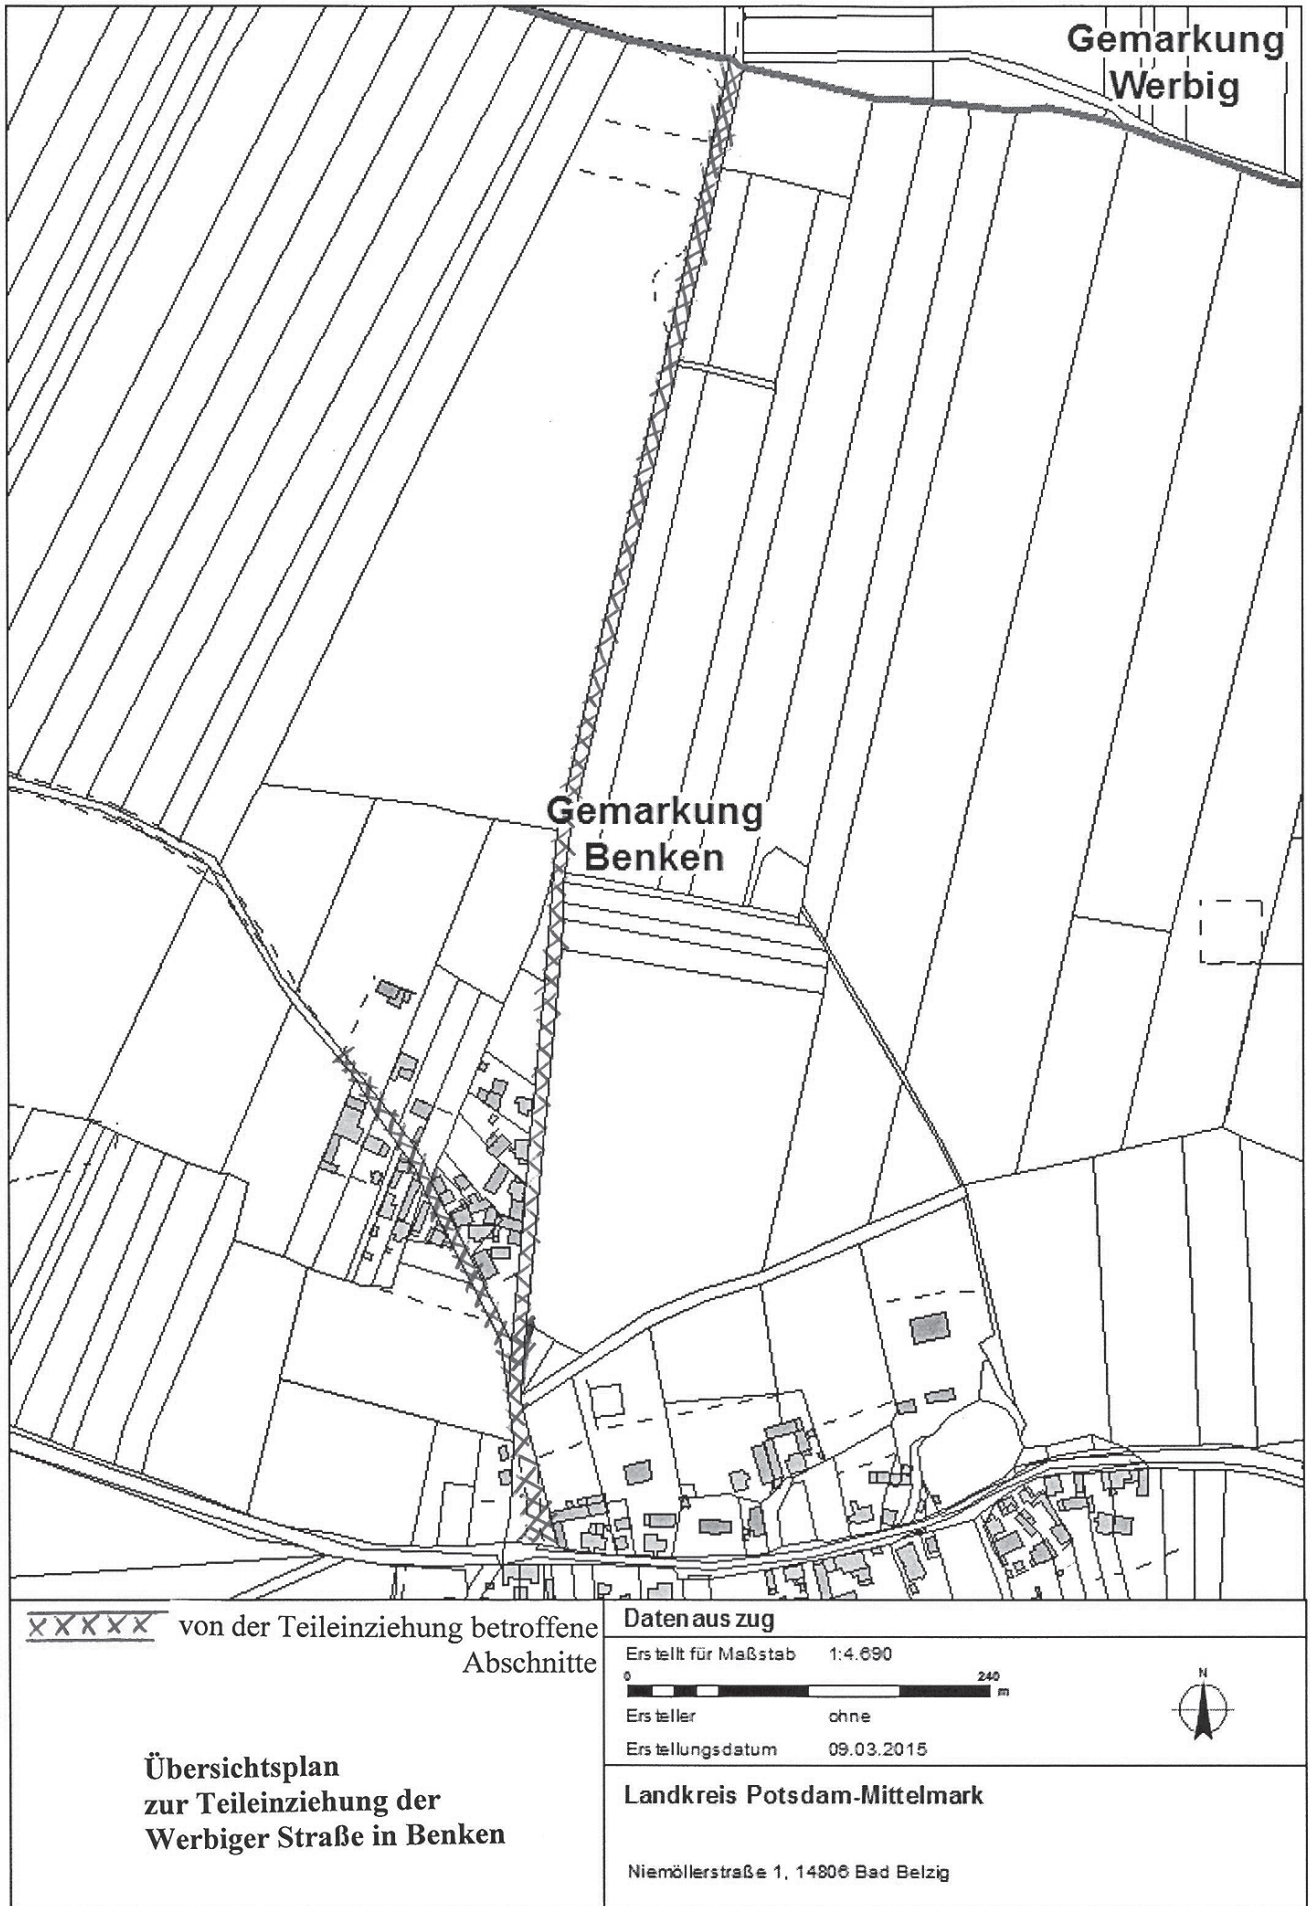 Gemarkung
Werbig
Gemarkung
Benken
von der Teileinziehung betroffene
Abschnitte
Übersichtsplan
zur Teileinziehung der
Werbiger Straße in Benken
Datenauszug
Erstellt für Maßstab 1:4.690
0 240 m
Ersteller ohne
Erstellungsdatum 09.03.2015
N
Landkreis Potsdam-Mittelmark
Niemöllerstraße 1, 14806 Bad Belzig